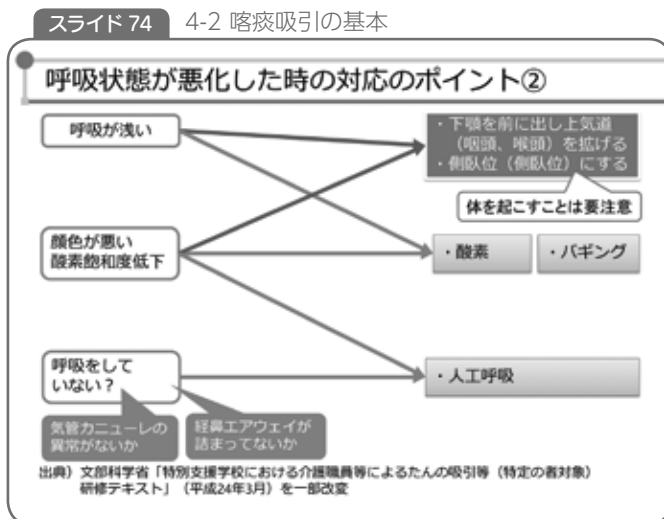 スライド 74 4-2 喀痰吸引の基本
呼吸状態が悪化した時の対応のポイント②
呼吸が浅い
・下顎を前に出し上気道
（咽頭、喉頭）を拡げる
・側臥位（側臥位）にする
体を起こすことは要注意
顔色が悪い
酸素飽和度低下
・酸素
・バギング
呼吸をして
いない？
・人工呼吸
気管カニューレの
異常がないか
経鼻エアウェイが
詰まってないか
出典）文部科学省「特別支援学校における介護職員等によるたんの吸引等（特定の者対象）
研修テキスト」（平成24年3月）を一部改変